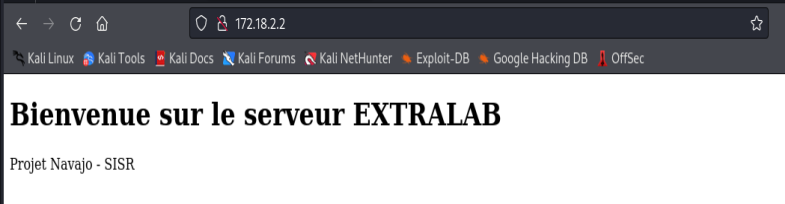 172.18.2.2
Kali Linux Kali Tools Kali Docs Kali Forums Kali NetHunter Exploit-DB Google Hacking DB OffSec
Bienvenue sur le serveur EXTRALAB
Projet Navajo - SISR